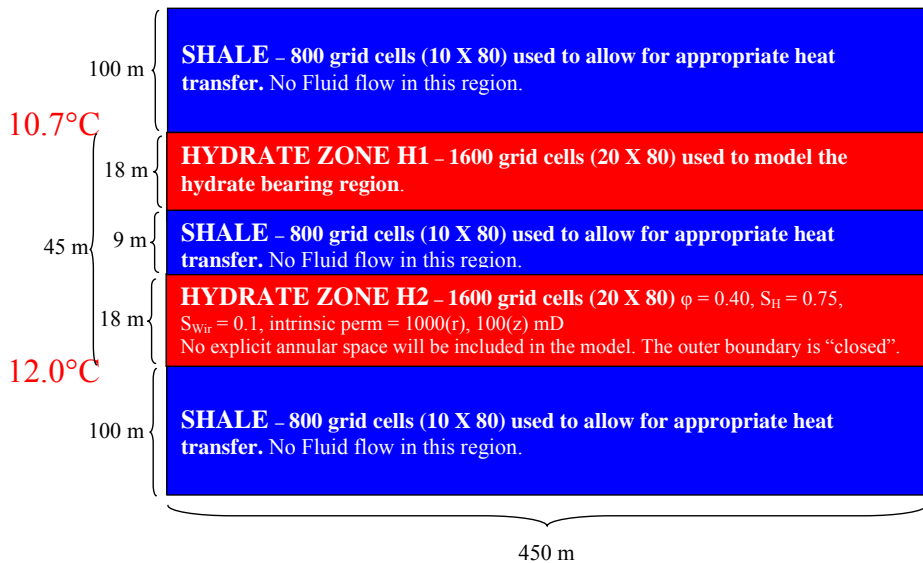 SHALE – 800 grid cells (10 X 80) used to allow for appropriate heat
transfer. No Fluid flow in this region.
100 m
10.7°C
HYDRATE ZONE H1 – 1600 grid cells (20 X 80) used to model the
hydrate bearing region.
18 m
SHALE – 800 grid cells (10 X 80) used to allow for appropriate heat
transfer. No Fluid flow in this region.
9 m
45 m
HYDRATE ZONE H2 – 1600 grid cells (20 X 80) φ = 0.40, S_H = 0.75,
S_Wir = 0.1, intrinsic perm = 1000(r), 100(z) mD
No explicit annular space will be included in the model. The outer boundary is “closed”.
18 m
12.0°C
SHALE – 800 grid cells (10 X 80) used to allow for appropriate heat
transfer. No Fluid flow in this region.
100 m
450 m